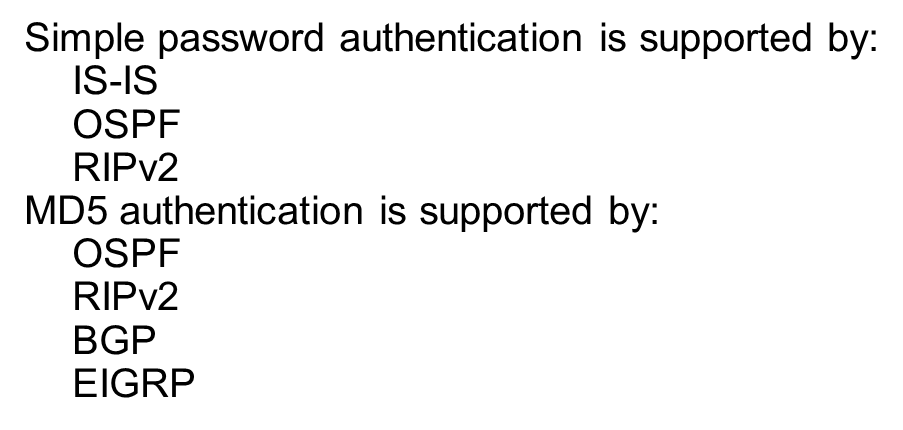 Simple password authentication is supported by:
IS-IS
OSPF
RIPv2
MD5 authentication is supported by:
OSPF
RIPv2
BGP
EIGRP